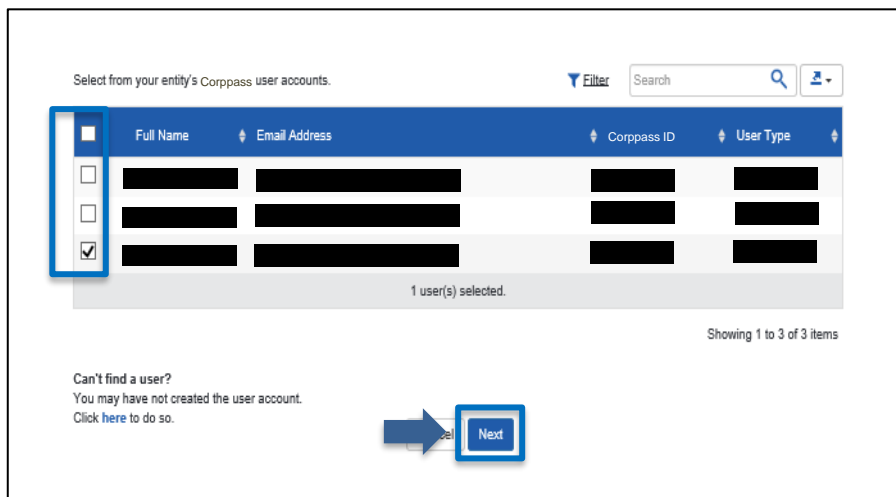 Select from your entity's Corppass user accounts.
Filter
Search
Full Name Email Address Corppass ID User Type
1 user(s) selected.
Showing 1 to 3 of 3 items
Can't find a user?
You may have not created the user account.
Click here to do so.
Next